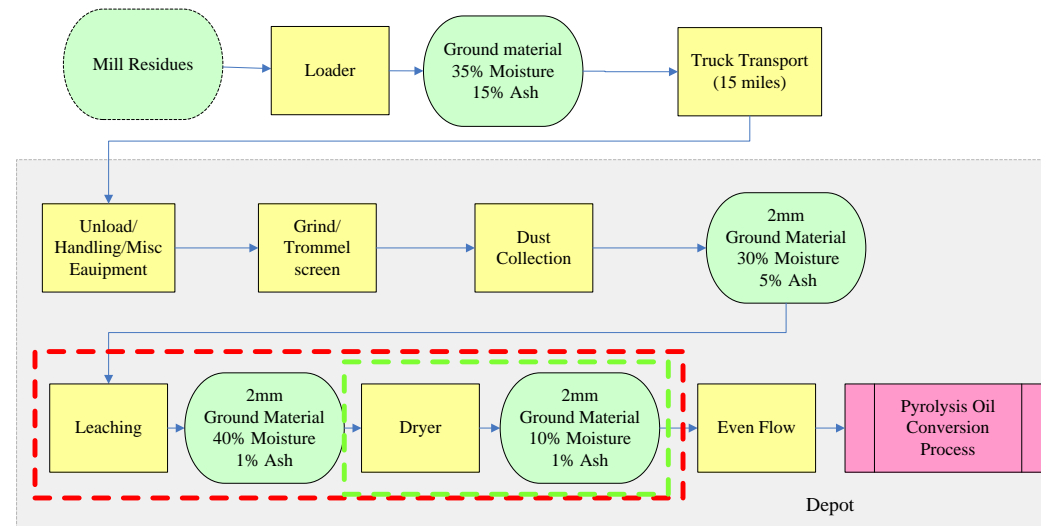 Mill Residues
Loader
Ground material
35% Moisture
15% Ash
Truck Transport
(15 miles)
Unload/
Handling/Misc
Eauipment
Grind/
Trommel
screen
Dust
Collection
2mm
Ground Material
30% Moisture
5% Ash
Leaching
2mm
Ground Material
40% Moisture
1% Ash
Dryer
2mm
Ground Material
10% Moisture
1% Ash
Even Flow
Pyrolysis Oil
Conversion
Process
Depot